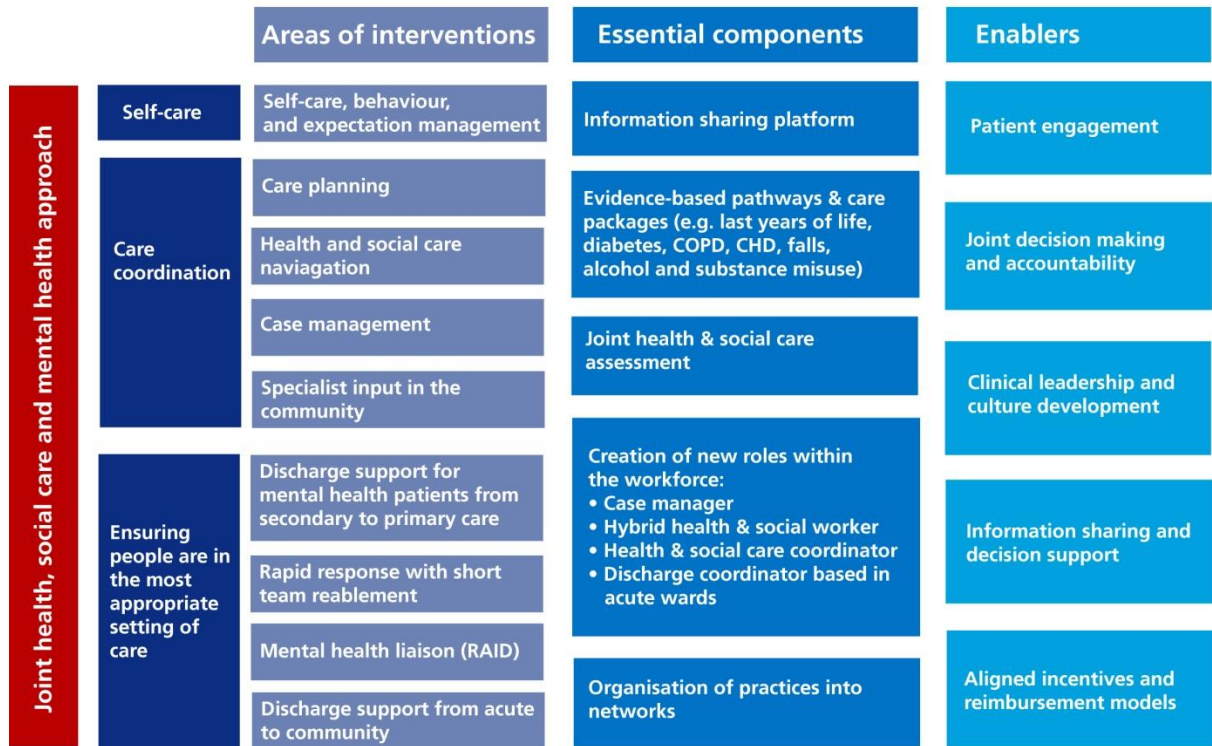 Areas of interventions
Essential components
Enablers
Joint health, social care and mental health approach
Self-care
Care
coordination
Ensuring
people are in
the most
appropriate
setting of
care
Self-care, behaviour,
and expectation management
Care planning
Health and social care
naviagation
Case management
Specialist input in the
community
Discharge support for
mental health patients from
secondary to primary care
Rapid response with short
team reablement
Mental health liaison (RAID)
Discharge support from acute
to community
Information sharing platform
Evidence-based pathways & care
packages (e.g. last years of life,
diabetes, COPD, CHD, falls,
alcohol and substance misuse)
Joint health & social care
assessment
Creation of new roles within
the workforce:
• Case manager
• Hybrid health & social worker
• Health & social care coordinator
• Discharge coordinator based in
acute wards
Organisation of practices into
networks
Patient engagement
Joint decision making
and accountability
Clinical leadership and
culture development
Information sharing and
decision support
Aligned incentives and
reimbursement models